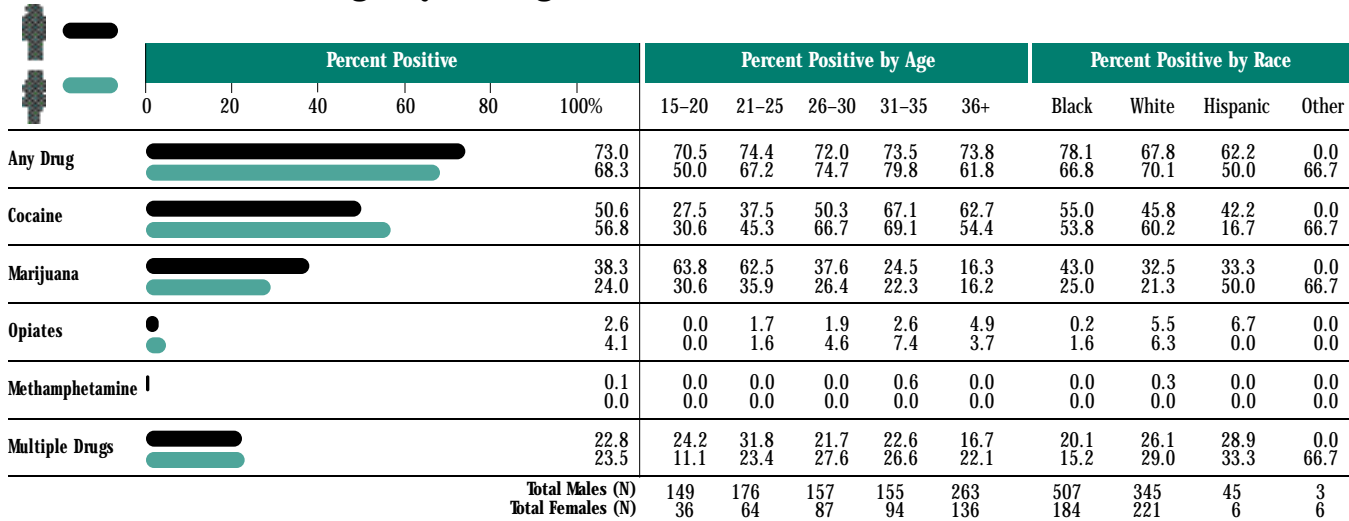 Percent Positive Percent Positive by Age Percent Positive by Race
0 20 40 60 80 100% 15–20 21–25 26–30 31–35 36+ Black White Hispanic Other
Any Drug 73.0 70.5 74.4 72.0 73.5 73.8 78.1 67.8 62.2 0.0
68.3 50.0 67.2 74.7 79.8 61.8 66.8 70.1 50.0 66.7
Cocaine 50.6 27.5 37.5 50.3 67.1 62.7 55.0 45.8 42.2 0.0
56.8 30.6 45.3 66.7 69.1 54.4 53.8 60.2 16.7 66.7
Marijuana 38.3 63.8 62.5 37.6 24.5 16.3 43.0 32.5 33.3 0.0
24.0 30.6 35.9 26.4 22.3 16.2 25.0 21.3 50.0 66.7
Opiates 2.6 0.0 1.7 1.9 2.6 4.9 0.2 5.5 6.7 0.0
4.1 0.0 1.6 4.6 7.4 3.7 1.6 6.3 0.0 0.0
Methamphetamine 0.1 0.0 0.0 0.0 0.6 0.0 0.0 0.3 0.0 0.0
0.0 0.0 0.0 0.0 0.0 0.0 0.0 0.0 0.0 0.0
Multiple Drugs 22.8 24.2 31.8 21.7 22.6 16.7 20.1 26.1 28.9 0.0
23.5 11.1 23.4 27.6 26.6 22.1 15.2 29.0 33.3 66.7
Total Males (N) 149 176 157 155 263 507 345 45 3
Total Females (N) 36 64 87 94 136 184 221 6 6